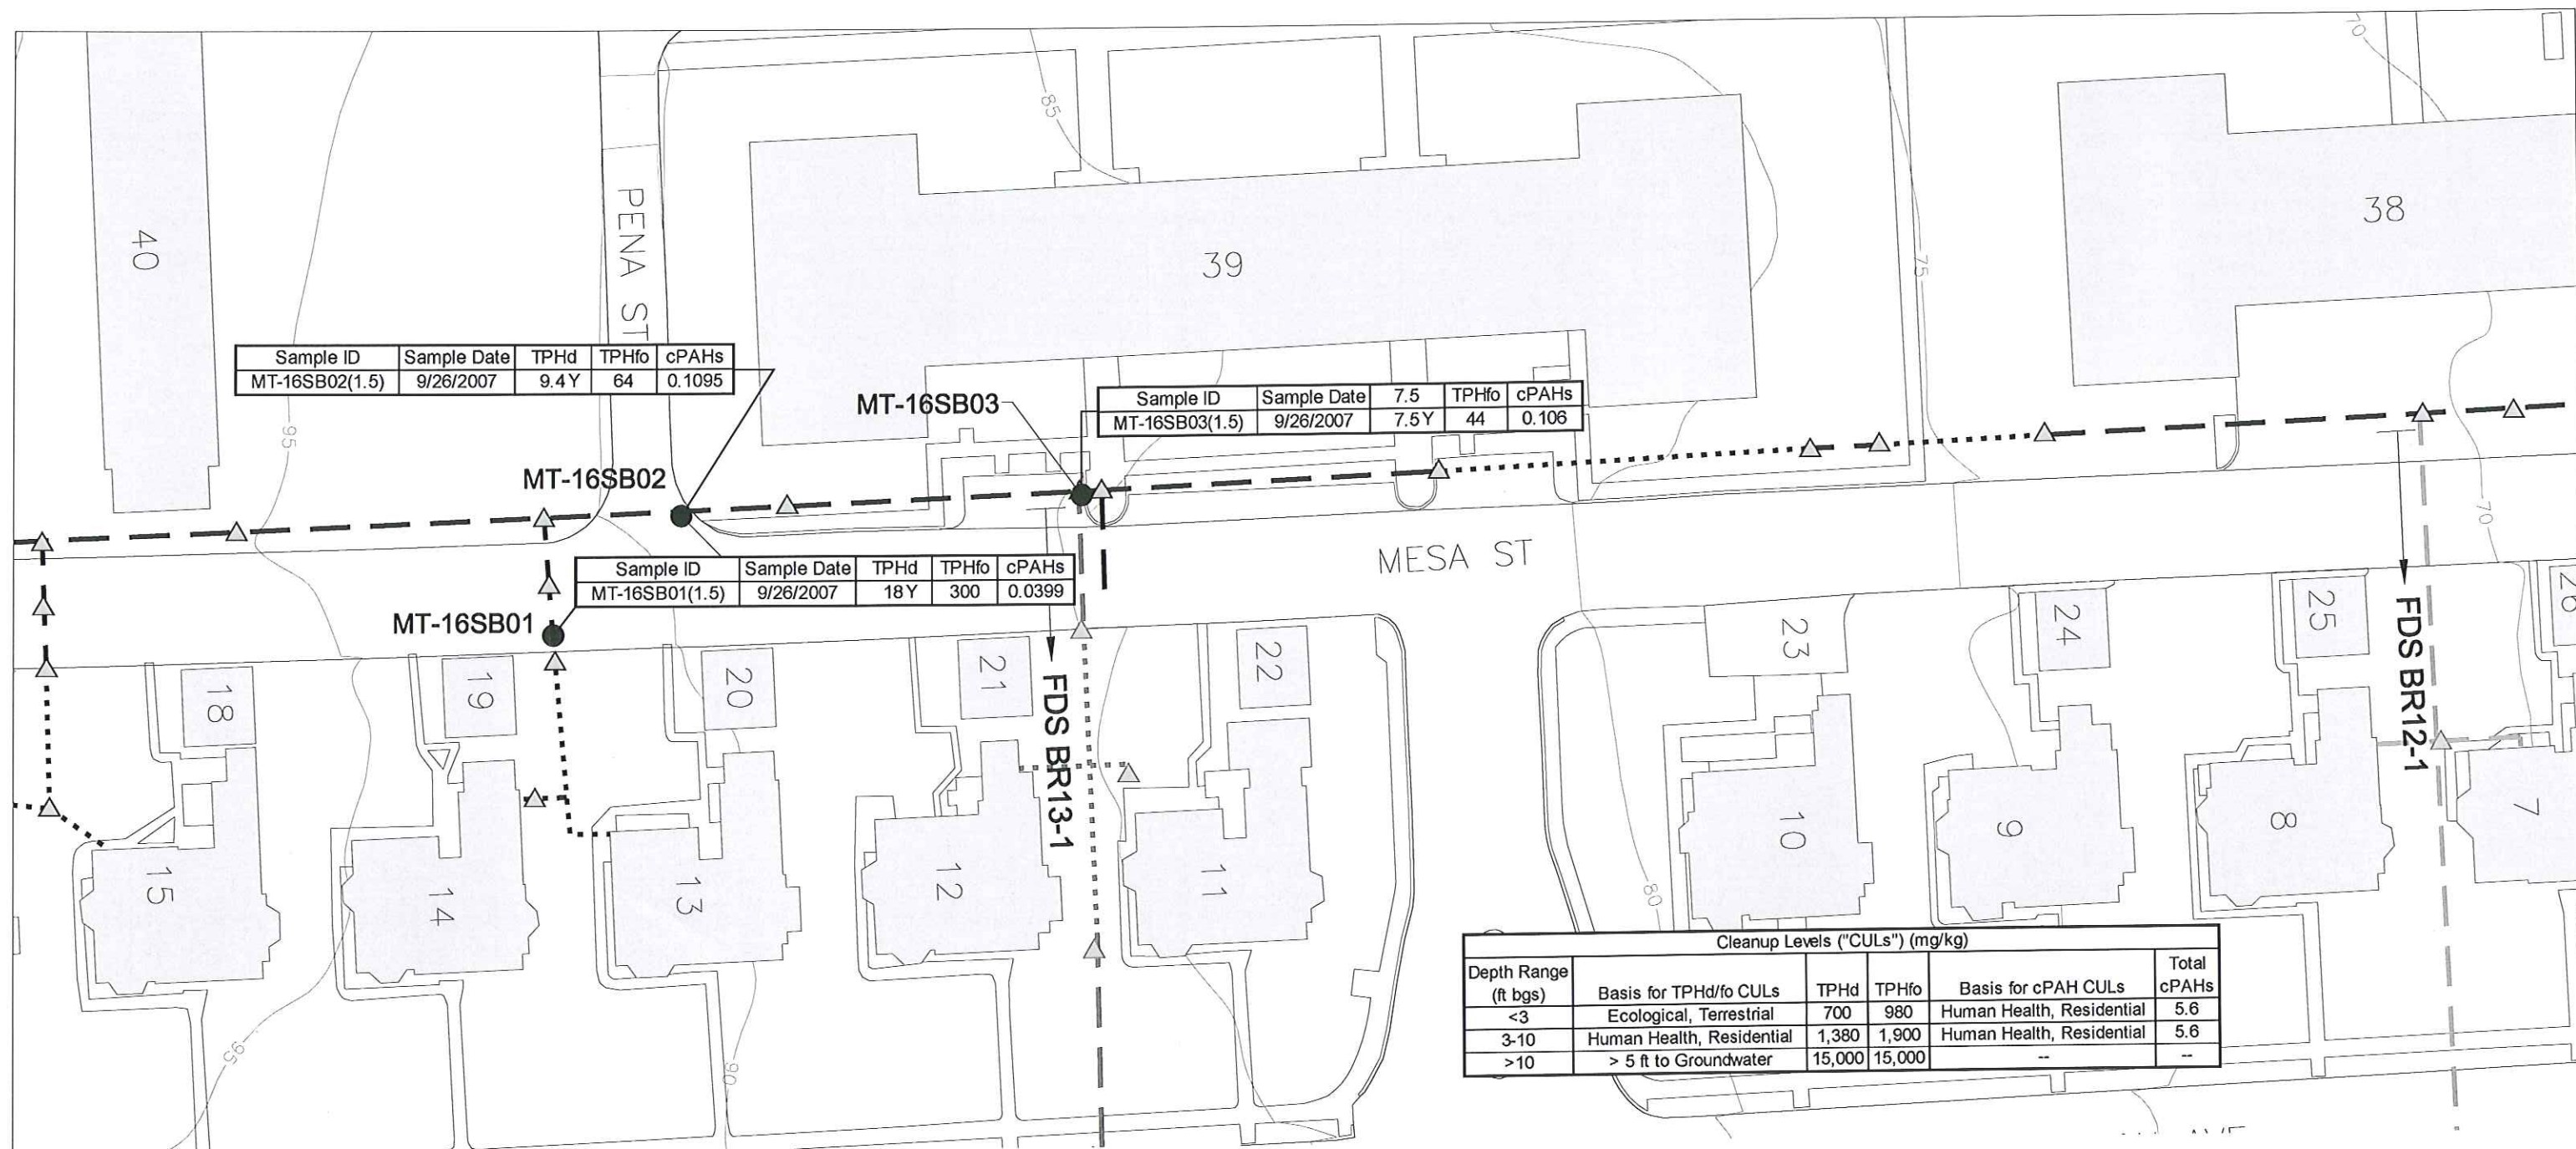 70
85
PENA ST
40
39
38
75
95
Sample ID Sample Date TPHd TPHfo cPAHs
MT-16SB02(1.5) 9/26/2007 9.4Y 64 0.1095
MT-16SB03
Sample ID Sample Date 7.5 TPHfo cPAHs
MT-16SB03(1.5) 9/26/2007 7.5Y 44 0.106
MT-16SB02
70
MESA ST
Sample ID Sample Date TPHd TPHfo cPAHs
MT-16SB01(1.5) 9/26/2007 18Y 300 0.0399
MT-16SB01
18
19
20
21
22
23
24
25
26
FDS BR13-1
FDS BR12-1
15
14
13
12
11
10
9
8
7
80
95
90
Cleanup Levels ("CULs") (mg/kg)
Depth Range (ft bgs) Basis for TPHd/fo CULs TPHd TPHfo Basis for cPAH CULs Total cPAHs
<3 Ecological, Terrestrial 700 980 Human Health, Residential 5.6
3-10 Human Health, Residential 1,380 1,900 Human Health, Residential 5.6
>10 > 5 ft to Groundwater 15,000 15,000 -- --